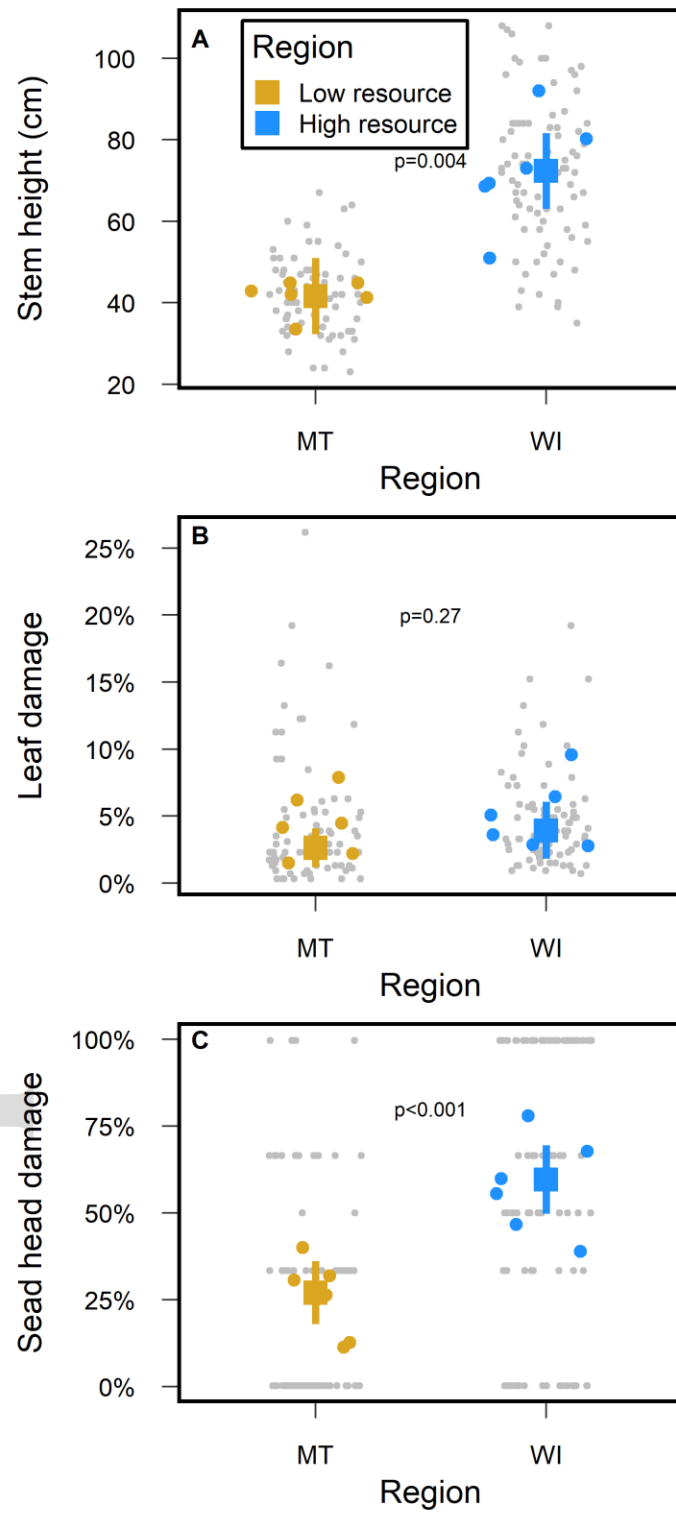 A
Region
Low resource
High resource
p=0.004
Stem height (cm)
100
80
60
40
20
MT
WI
Region
B
p=0.27
Leaf damage
25%
20%
15%
10%
5%
0%
MT
WI
Region
C
p<0.001
Sead head damage
100%
75%
50%
25%
0%
MT
WI
Region